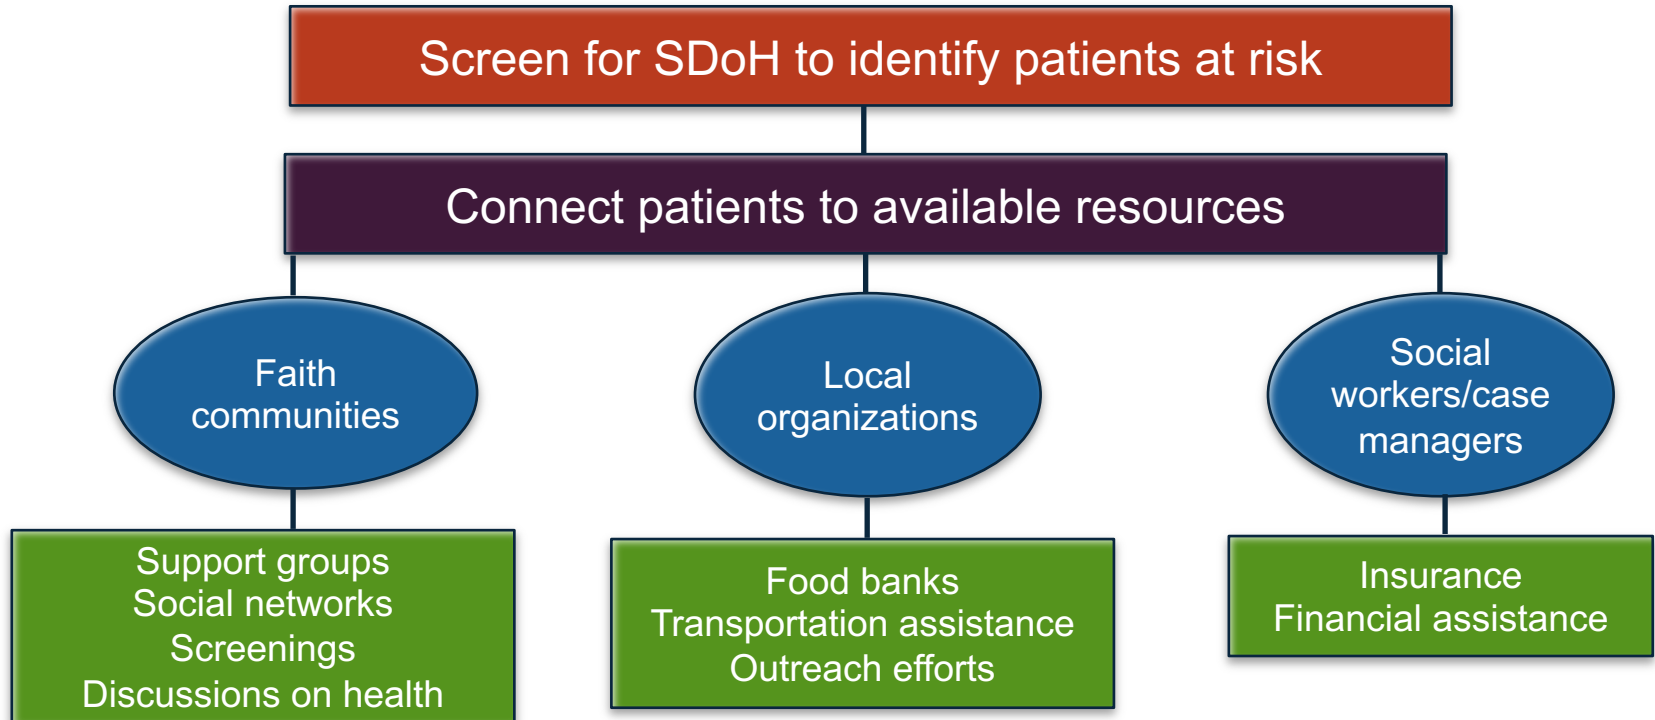 Screen for SDoH to identify patients at risk
Connect patients to available resources
Faith
communities
Local
organizations
Social
workers/case
managers
Support groups
Social networks
Screenings
Discussions on health
Food banks
Transportation assistance
Outreach efforts
Insurance
Financial assistance